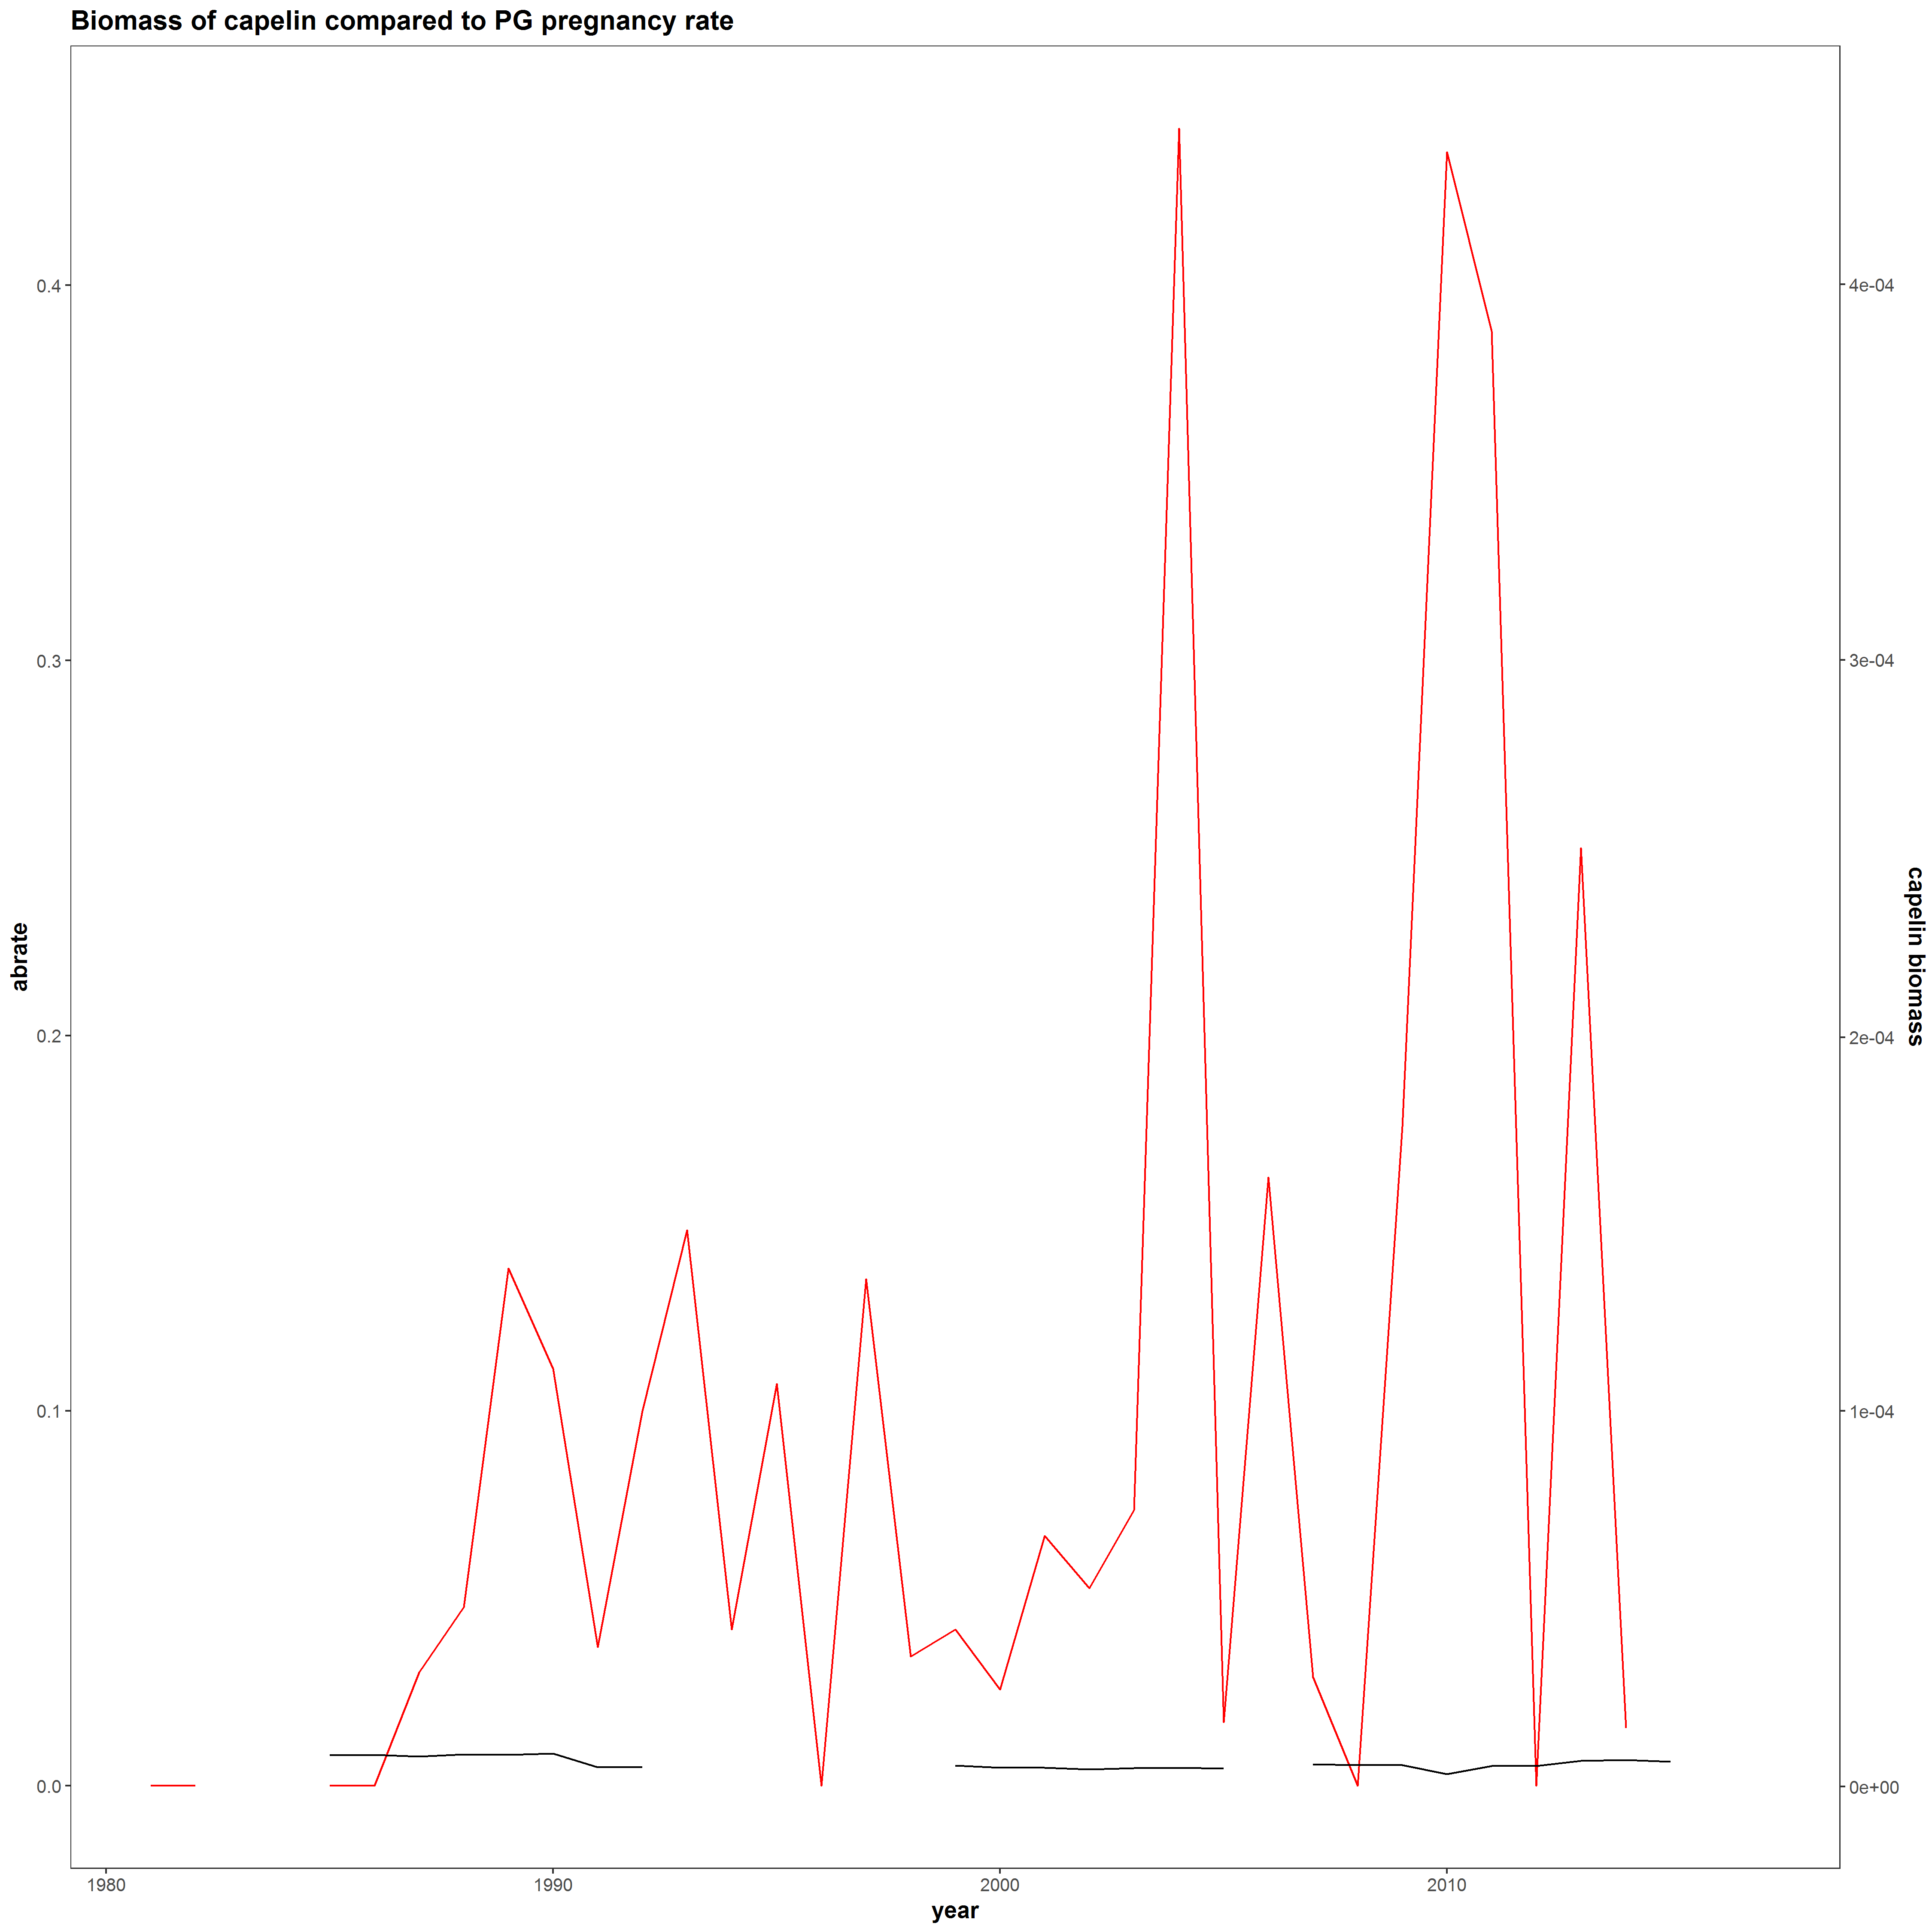 Biomass of capelin compared to PG pregnancy rate
abrate
0.4
0.3
0.2
0.1
0.0
4e-04
3e-04
2e-04
1e-04
0e+00
capelin biomass
1980
1990
2000
2010
year